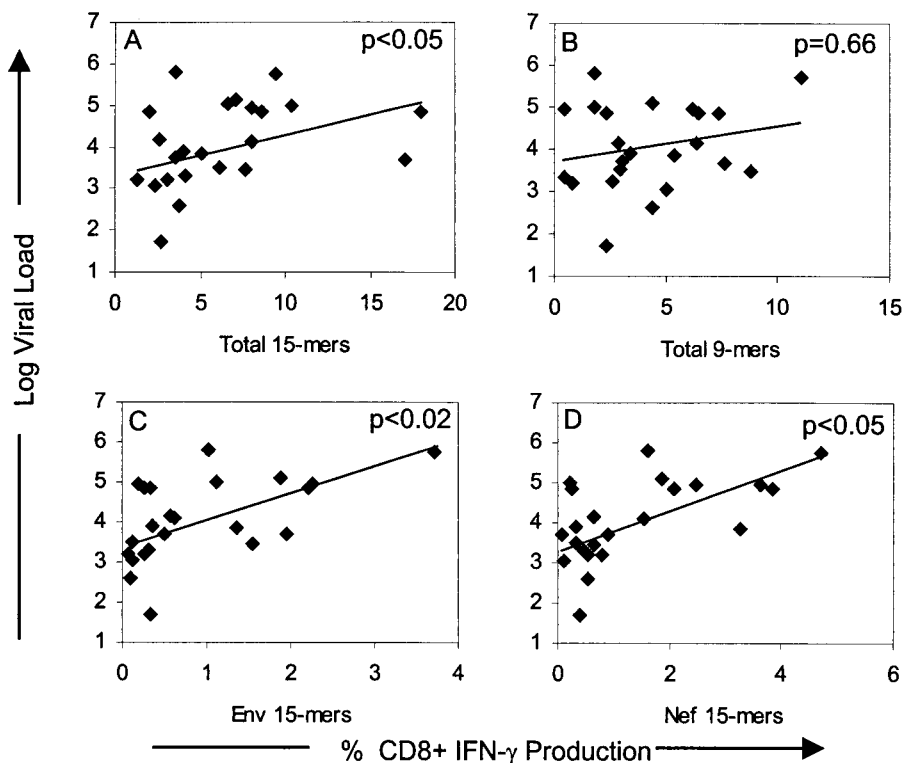 Log Viral Load
A
p<0.05
7
6
5
4
3
2
1
0 5 10 15 20
Total 15-mers
B
p=0.66
7
6
5
4
3
2
1
0 5 10 15
Total 9-mers
C
p<0.02
7
6
5
4
3
2
1
0 1 2 3 4
Env 15-mers
D
p<0.05
7
6
5
4
3
2
1
0 2 4 6
Nef 15-mers
% CD8+ IFN-γ Production